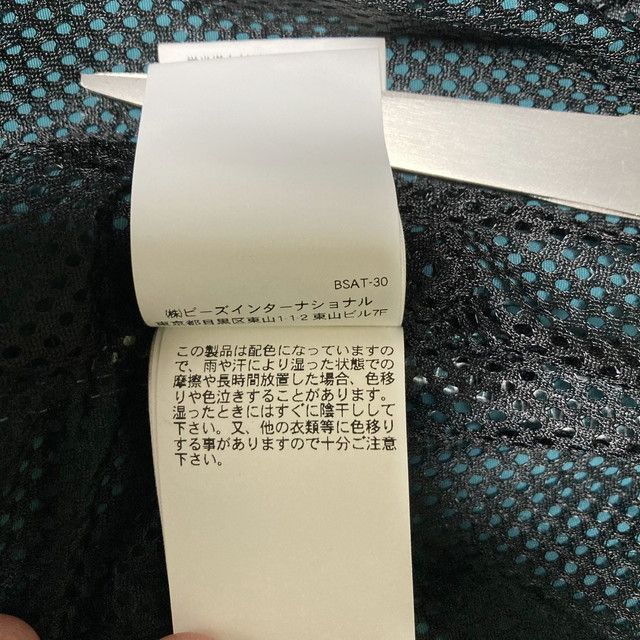 BSAT-30
㈱ビーズインターナショナル
東京都目黒区東山1-1-2 東山ビル7F
この製品は配色になっていますの
で、雨や汗により湿った状態での
摩擦や長時間放置した場合、色移
りや色泣きすることがあります。
湿ったときにはすぐに陰干しして
下さい。又、他の衣類等に色移り
する事がありますので十分ご注意
下さい。